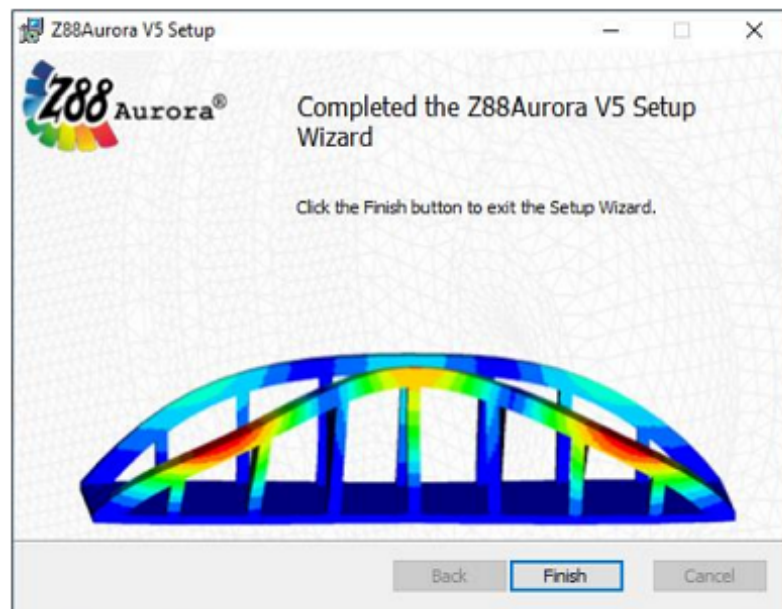 Z88Aurora V5 Setup
Z88 Aurora®
Completed the Z88Aurora V5 Setup
Wizard
Click the Finish button to exit the Setup Wizard.
Back
Finish
Cancel